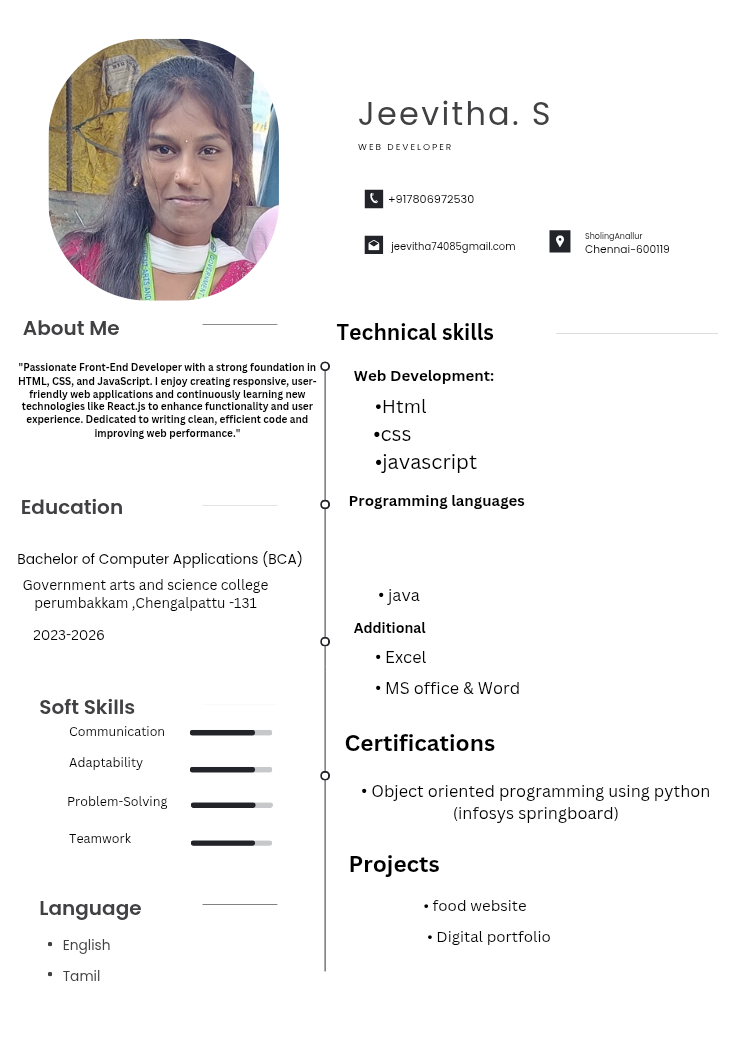 Jeevitha. S
WEB DEVELOPER
+917806972530
jeevitha74085gmail.com
SholingAnallur
Chennai-600119
About Me
"Passionate Front-End Developer with a strong foundation in
HTML, CSS, and JavaScript. I enjoy creating responsive, user-
friendly web applications and continuously learning new
technologies like React.js to enhance functionality and user
experience. Dedicated to writing clean, efficient code and
improving web performance."
Education
Bachelor of Computer Applications (BCA)
Government arts and science college
perumbakkam ,Chengalpattu -131
2023-2026
Soft Skills
Communication
Adaptability
Problem-Solving
Teamwork
Language
• English
• Tamil
Technical skills
Web Development:
•Html
•css
•javascript
Programming languages
• java
Additional
• Excel
• MS office & Word
Certifications
• Object oriented programming using python
(infosys springboard)
Projects
• food website
• Digital portfolio